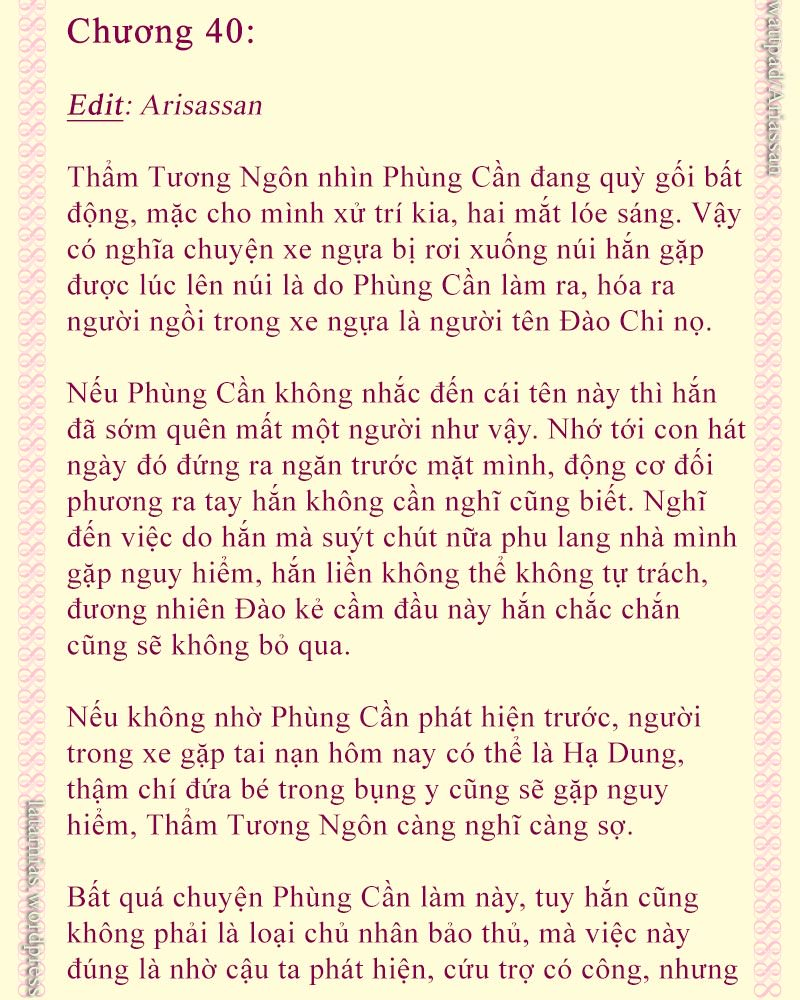 Chương 40:
Edit: Arisassan
Thẩm Tương Ngôn nhìn Phùng Cần đang quỳ gối bất
động, mặc cho mình xử trí kia, hai mắt lóe sáng. Vậy
có nghĩa chuyện xe ngựa bị rơi xuống núi hắn gặp
được lúc lên núi là do Phùng Cần làm ra, hóa ra
người ngồi trong xe ngựa là người tên Đào Chi nọ.
Nếu Phùng Cần không nhắc đến cái tên này thì hắn
đã sớm quên mất một người như vậy. Nhớ tới con hát
ngày đó đứng ra ngăn trước mặt mình, động cơ đối
phương ra tay hắn không cần nghĩ cũng biết. Nghĩ
đến việc do hắn mà suýt chút nữa phu lang nhà mình
gặp nguy hiểm, hắn liền không thể không tự trách,
đương nhiên Đào kẻ cầm đầu này hắn chắc chắn
cũng sẽ không bỏ qua.
Nếu không nhờ Phùng Cần phát hiện trước, người
trong xe gặp tai nạn hôm nay có thể là Hạ Dung,
thậm chí đứa bé trong bụng y cũng sẽ gặp nguy
hiểm, Thẩm Tương Ngôn càng nghĩ càng sợ.
Bất quá chuyện Phùng Cần làm này, tuy hắn cũng
không phải là loại chủ nhân bảo thủ, mà việc này
đúng là nhờ cậu ta phát hiện, cứu trợ có công, nhưng